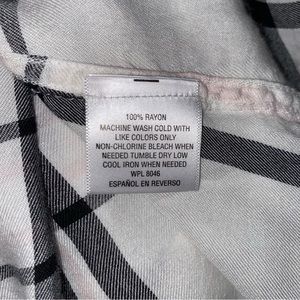 100% RAYON
MACHINE WASH COLD WITH
LIKE COLORS ONLY
NON-CHLORINE BLEACH WHEN
NEEDED TUMBLE DRY LOW
COOL IRON WHEN NEEDED
WPL 8046
ESPAÑOL EN REVERSO